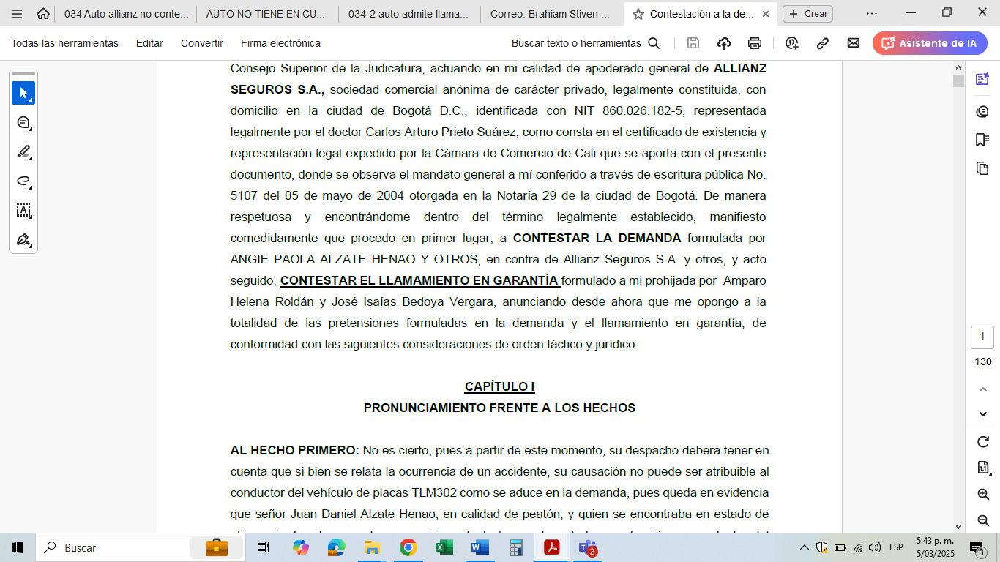 034 Auto allianz no conte...
AUTO NO TIENE EN CU...
034-2 auto admite llama...
Correo: Brahiam Stiven ...
Contestación a la de...
Crear
Todas las herramientas
Editar
Convertir
Firma electrónica
Buscar texto o herramientas
Asistente de IA
Consejo Superior de la Judicatura, actuando en mi calidad de apoderado general de ALLIANZ
SEGUROS S.A., sociedad comercial anónima de carácter privado, legalmente constituida, con
domicilio en la ciudad de Bogotá D.C., identificada con NIT 860.026.182-5, representada
legalmente por el doctor Carlos Arturo Prieto Suárez, como consta en el certificado de existencia y
representación legal expedido por la Cámara de Comercio de Cali que se aporta con el presente
documento, donde se observa el mandato general a mí conferido a través de escritura pública No.
5107 del 05 de mayo de 2004 otorgada en la Notaría 29 de la ciudad de Bogotá. De manera
respetuosa y encontrándome dentro del término legalmente establecido, manifiesto
comedidamente que procedo en primer lugar, a CONTESTAR LA DEMANDA formulada por
ANGIE PAOLA ALZATE HENAO Y OTROS, en contra de Allianz Seguros S.A. y otros, y acto
seguido, CONTESTAR EL LLAMAMIENTO EN GARANTÍA formulado a mi prohijada por Amparo
Helena Roldán y José Isaías Bedoya Vergara, anunciando desde ahora que me opongo a la
totalidad de las pretensiones formuladas en la demanda y el llamamiento en garantía, de
conformidad con las siguientes consideraciones de orden fáctico y jurídico:
CAPÍTULO I
PRONUNCIAMIENTO FRENTE A LOS HECHOS
AL HECHO PRIMERO: No es cierto, pues a partir de este momento, su despacho deberá tener en
cuenta que si bien se relata la ocurrencia de un accidente, su causación no puede ser atribuible al
conductor del vehículo de placas TLM302 como se aduce en la demanda, pues queda en evidencia
que señor Juan Daniel Alzate Henao, en calidad de peatón, y quien se encontraba en estado de
1
130
1:1
Buscar
2
ESP
5:43 p. m.
5/03/2025
3